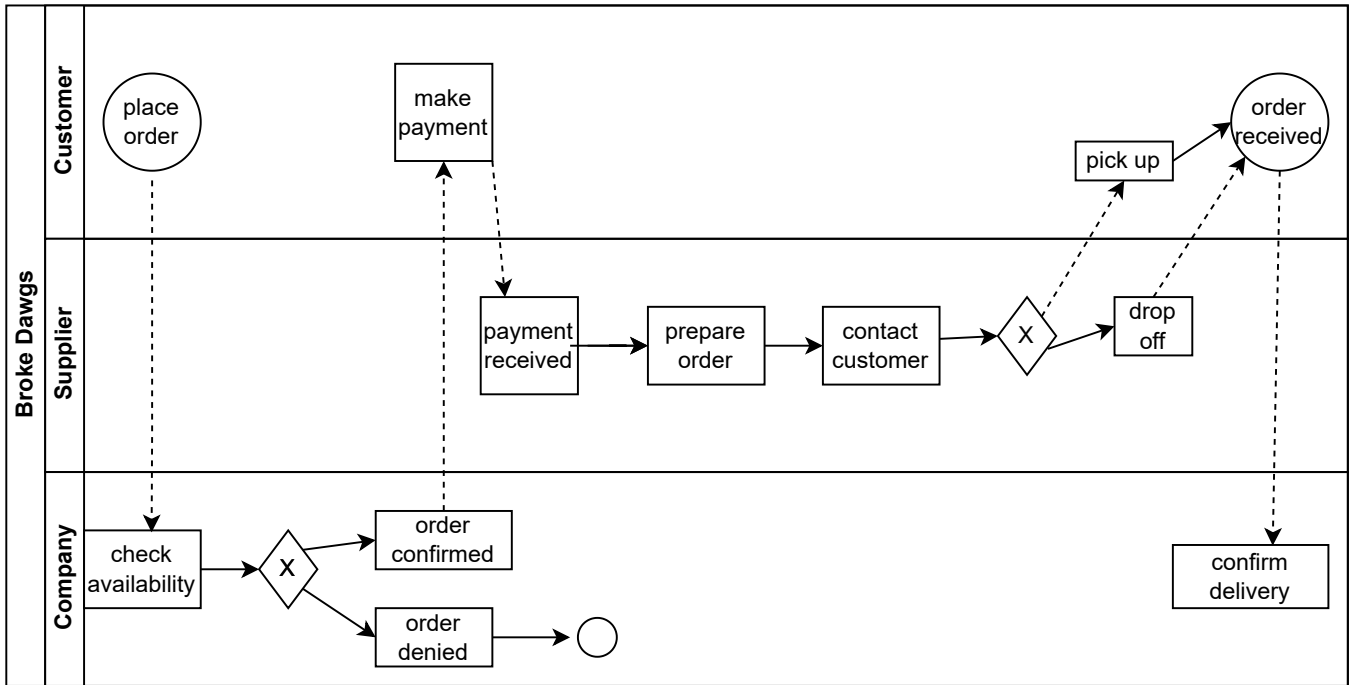 Broke Dawgs
Customer
place
order
make
payment
pick up
order
received
Supplier
payment
received
prepare
order
contact
customer
X
drop
off
Company
check
availability
X
order
confirmed
order
denied
confirm
delivery